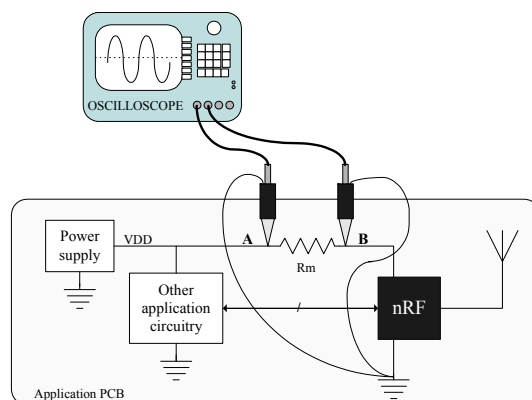 OSCILLOSCOPE
Power
supply
VDD
A
B
Rm
Other
application
circuitry
nRF
Application PCB